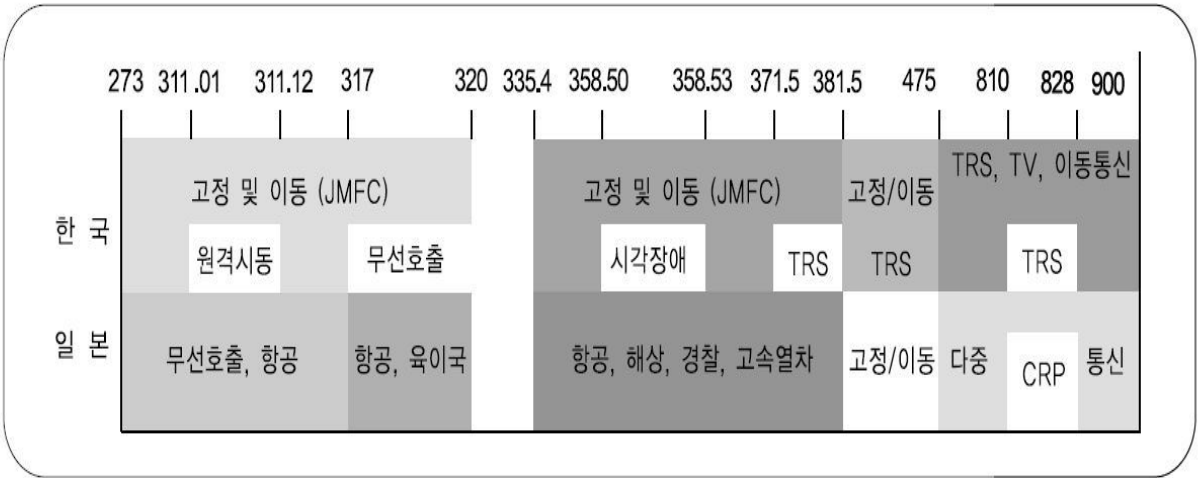 273 311.01 311.12 317 320 335.4 358.50 358.53 371.5 381.5 475 810 828 900
고정 및 이동 (JMFC) 고정 및 이동 (JMFC) 고정/이동 TRS, TV, 이동통신
한 국
원격시동 무선호출 시각장애 TRS TRS TRS
일 본
무선호출, 항공 항공, 육이국 항공, 해상, 경찰, 고속열차 고정/이동 다중 CRP 통신